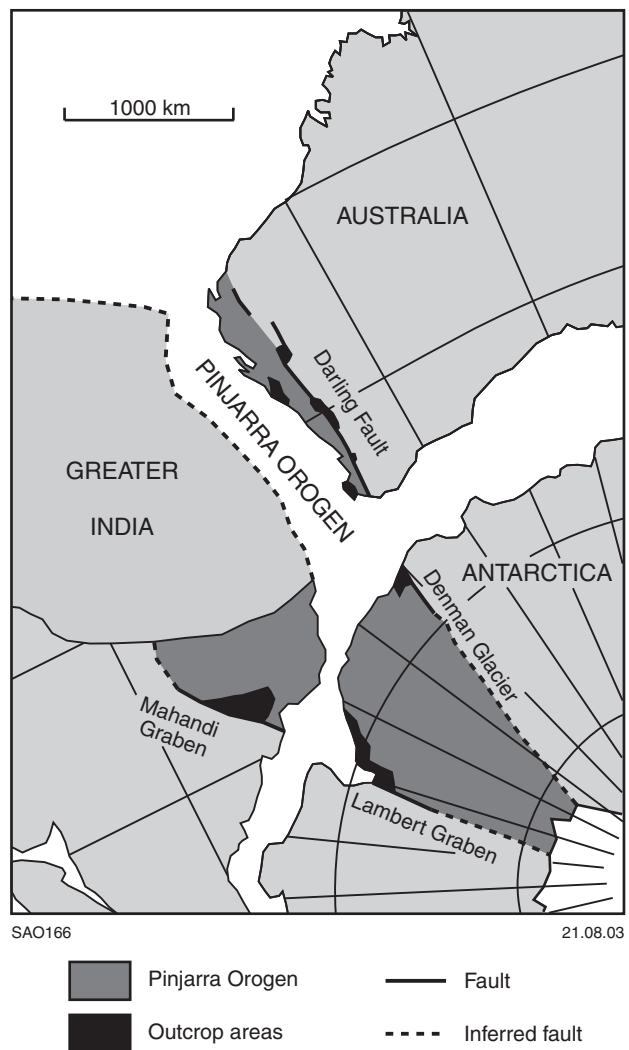 1000 km
AUSTRALIA
Darling Fault
PINJARRA OROGEN
GREATER
INDIA
ANTARCTICA
Denman Glacier
Mahandi
Graben
Lambert Graben
SAO166
21.08.03
Pinjarra Orogen
Fault
Outcrop areas
Inferred fault